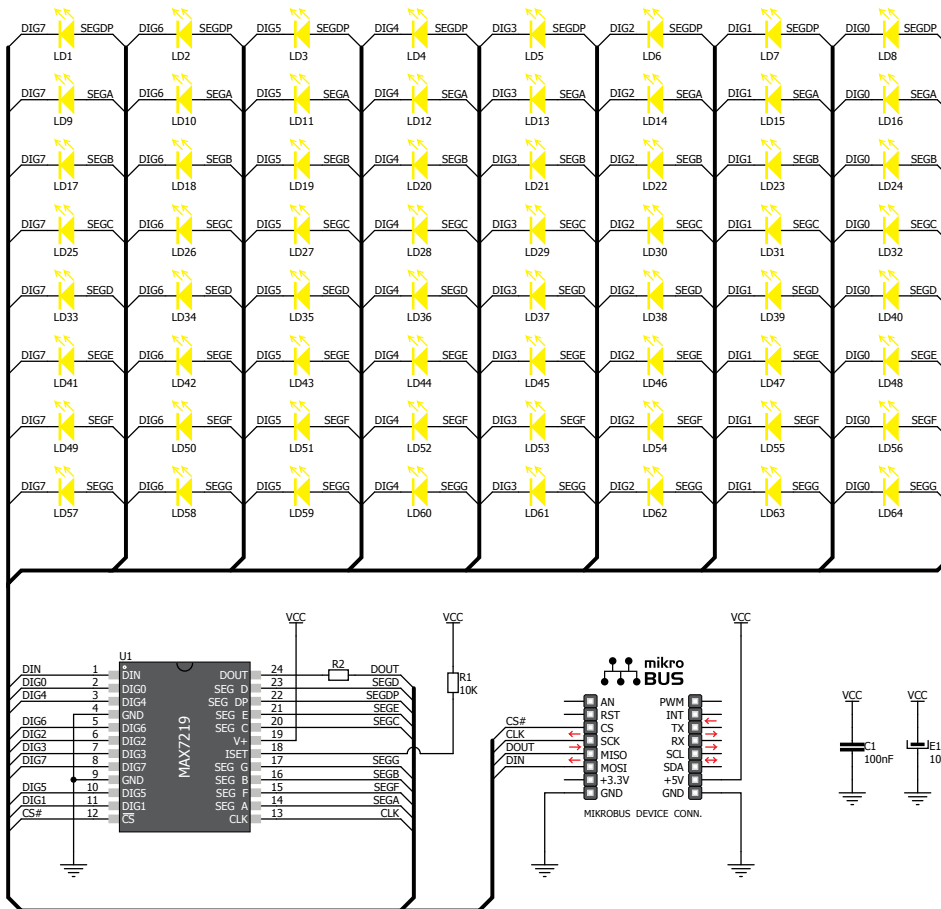 DIG7 SEGDP DIG6 SEGDP DIG5 SEGDP DIG4 SEGDP DIG3 SEGDP DIG2 SEGDP DIG1 SEGDP DIG0 SEGDP
LD1 LD2 LD3 LD4 LD5 LD6 LD7 LD8
DIG7 SEGA DIG6 SEGA DIG5 SEGA DIG4 SEGA DIG3 SEGA DIG2 SEGA DIG1 SEGA DIG0 SEGA
LD9 LD10 LD11 LD12 LD13 LD14 LD15 LD16
DIG7 SEGB DIG6 SEGB DIG5 SEGB DIG4 SEGB DIG3 SEGB DIG2 SEGB DIG1 SEGB DIG0 SEGB
LD17 LD18 LD19 LD20 LD21 LD22 LD23 LD24
DIG7 SEGC DIG6 SEGC DIG5 SEGC DIG4 SEGC DIG3 SEGC DIG2 SEGC DIG1 SEGC DIG0 SEGC
LD25 LD26 LD27 LD28 LD29 LD30 LD31 LD32
DIG7 SEGD DIG6 SEGD DIG5 SEGD DIG4 SEGD DIG3 SEGD DIG2 SEGD DIG1 SEGD DIG0 SEGD
LD33 LD34 LD35 LD36 LD37 LD38 LD39 LD40
DIG7 SEGE DIG6 SEGE DIG5 SEGE DIG4 SEGE DIG3 SEGE DIG2 SEGE DIG1 SEGE DIG0 SEGE
LD41 LD42 LD43 LD44 LD45 LD46 LD47 LD48
DIG7 SEGF DIG6 SEGF DIG5 SEGF DIG4 SEGF DIG3 SEGF DIG2 SEGF DIG1 SEGF DIG0 SEGF
LD49 LD50 LD51 LD52 LD53 LD54 LD55 LD56
DIG7 SEGG DIG6 SEGG DIG5 SEGG DIG4 SEGG DIG3 SEGG DIG2 SEGG DIG1 SEGG DIG0 SEGG
LD57 LD58 LD59 LD60 LD61 LD62 LD63 LD64
VCC VCC VCC
U1
MAX7219
DIN 1 DIN DOUT 24 R2 DOUT
DIG0 2 DIG0 SEG D 23 SEGD
DIG4 3 DIG4 SEG DP 22 SEGDP
4 GND SEG E 21 SEGE
DIG6 5 DIG6 SEG C 20 SEGC
DIG2 6 DIG2 V+ 19
DIG3 7 DIG3 ISET 18
DIG7 8 DIG7 SEG G 17 SEGG
9 GND SEG B 16 SEGB
DIG5 10 DIG5 SEG F 15 SEGF
DIG1 11 DIG1 SEG A 14 SEGA
CS# 12 CS CLK 13 CLK
R1
10K
mikro
BUS
AN PWM
RST INT
CS# CS TX
CLK SCK RX
DOUT MISO SCL
DIN MOSI SDA
+3.3V +5V
GND GND
MIKROBUS DEVICE CONN.
VCC VCC
C1
100nF
E1
10